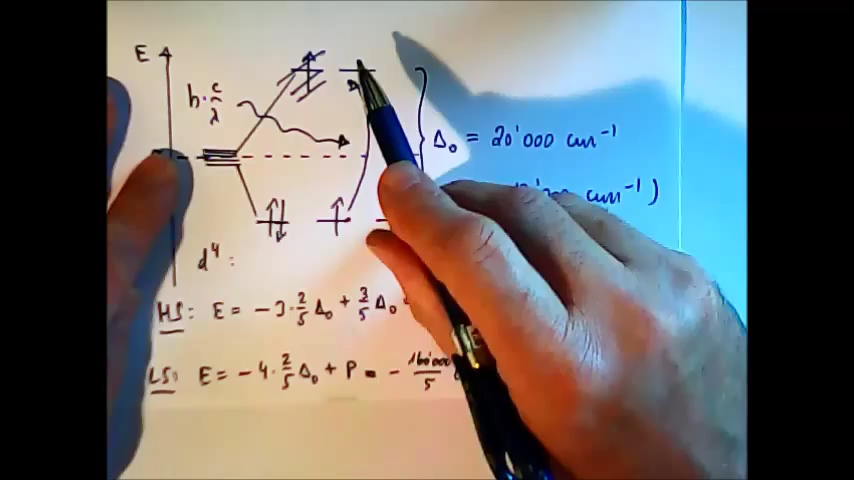 E
h · c/λ
Δ₀ = 20'000 cm⁻¹
cm⁻¹)
d⁴:
HS: E = -3·2/5 Δ₀ + 3/5 Δ₀
LS: E = -4·2/5 Δ₀ + P = - 160'000/5